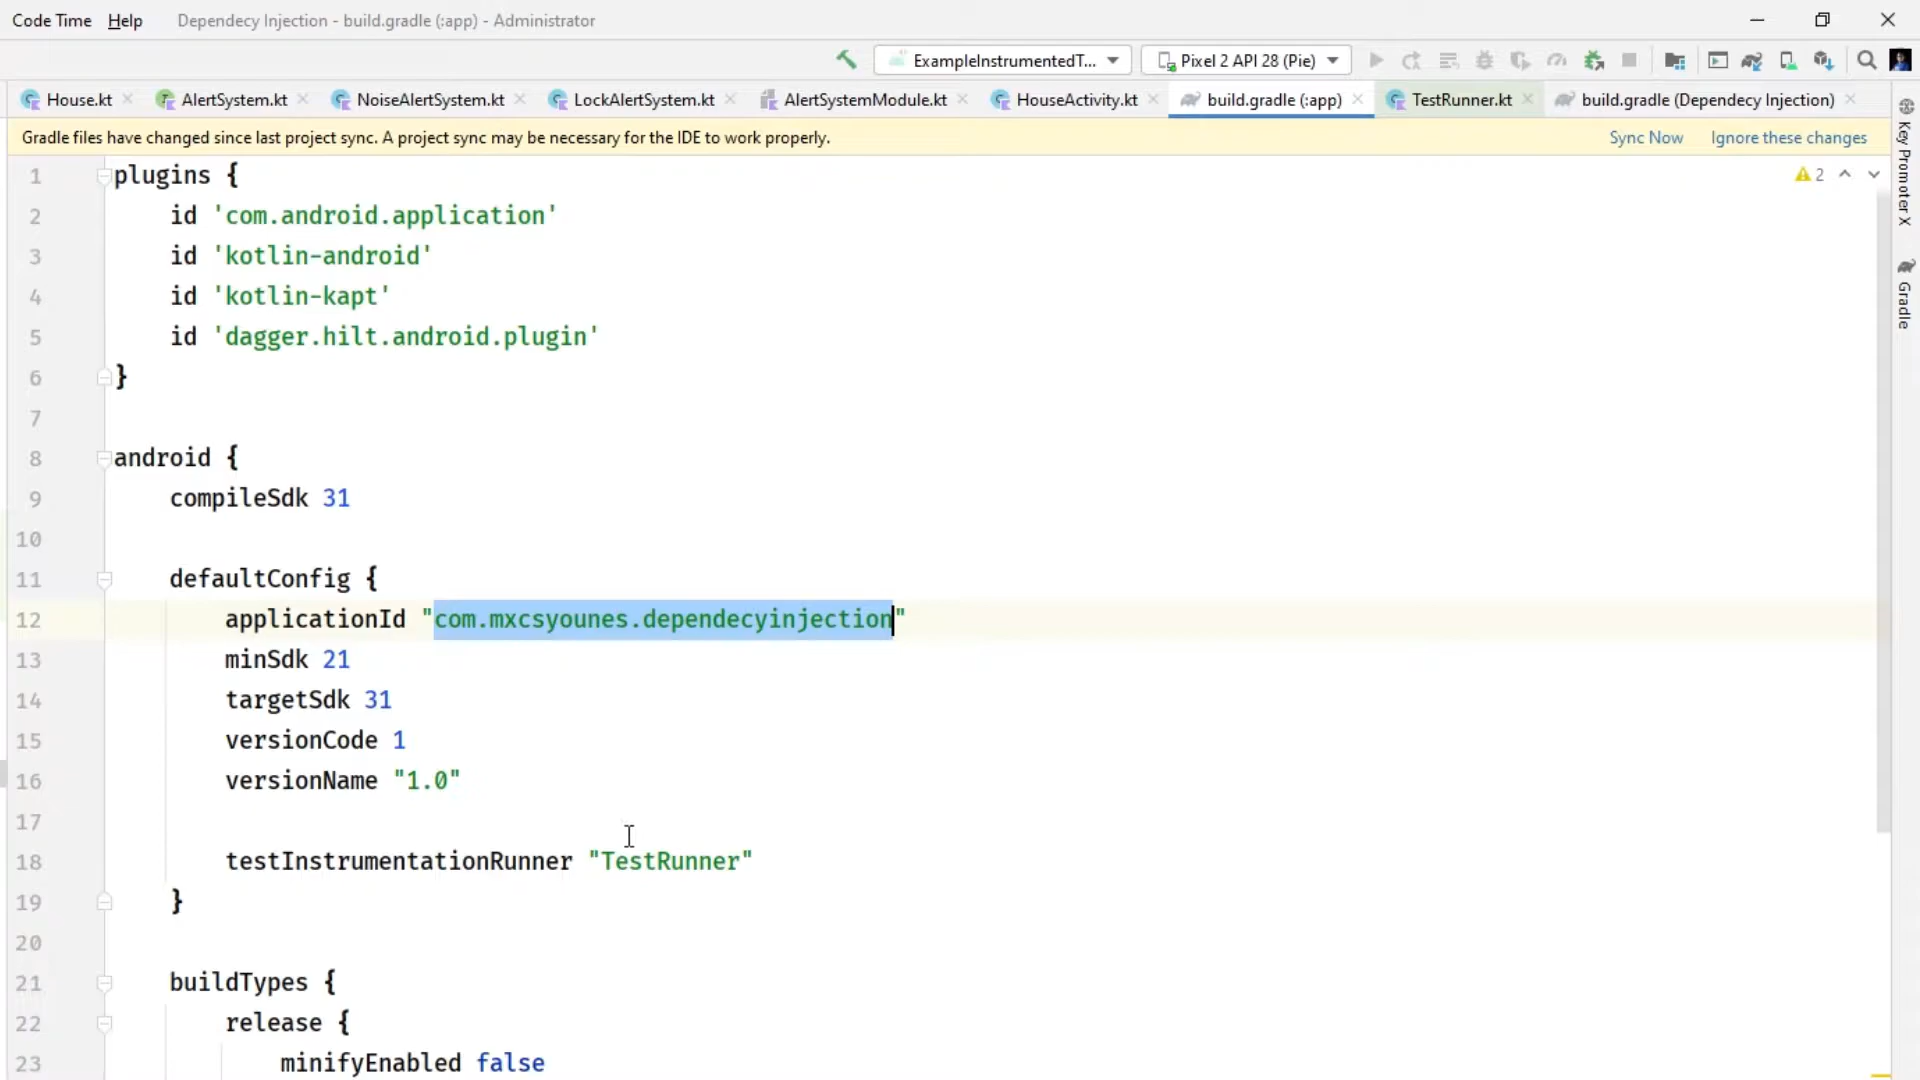 Code Time Help Dependecy Injection - build.gradle (:app) - Administrator
ExampleInstrumentedT... Pixel 2 API 28 (Pie)
House.kt AlertSystem.kt NoiseAlertSystem.kt LockAlertSystem.kt AlertSystemModule.kt HouseActivity.kt build.gradle (:app) TestRunner.kt build.gradle (Dependecy Injection)
Gradle files have changed since last project sync. A project sync may be necessary for the IDE to work properly. Sync Now Ignore these changes
2
Key Promoter X
Gradle
1 plugins {
2 id 'com.android.application'
3 id 'kotlin-android'
4 id 'kotlin-kapt'
5 id 'dagger.hilt.android.plugin'
6 }
7
8 android {
9 compileSdk 31
10
11 defaultConfig {
12 applicationId "com.mxcsyounes.dependecyinjection"
13 minSdk 21
14 targetSdk 31
15 versionCode 1
16 versionName "1.0"
17
18 testInstrumentationRunner "TestRunner"
19 }
20
21 buildTypes {
22 release {
23 minifyEnabled false